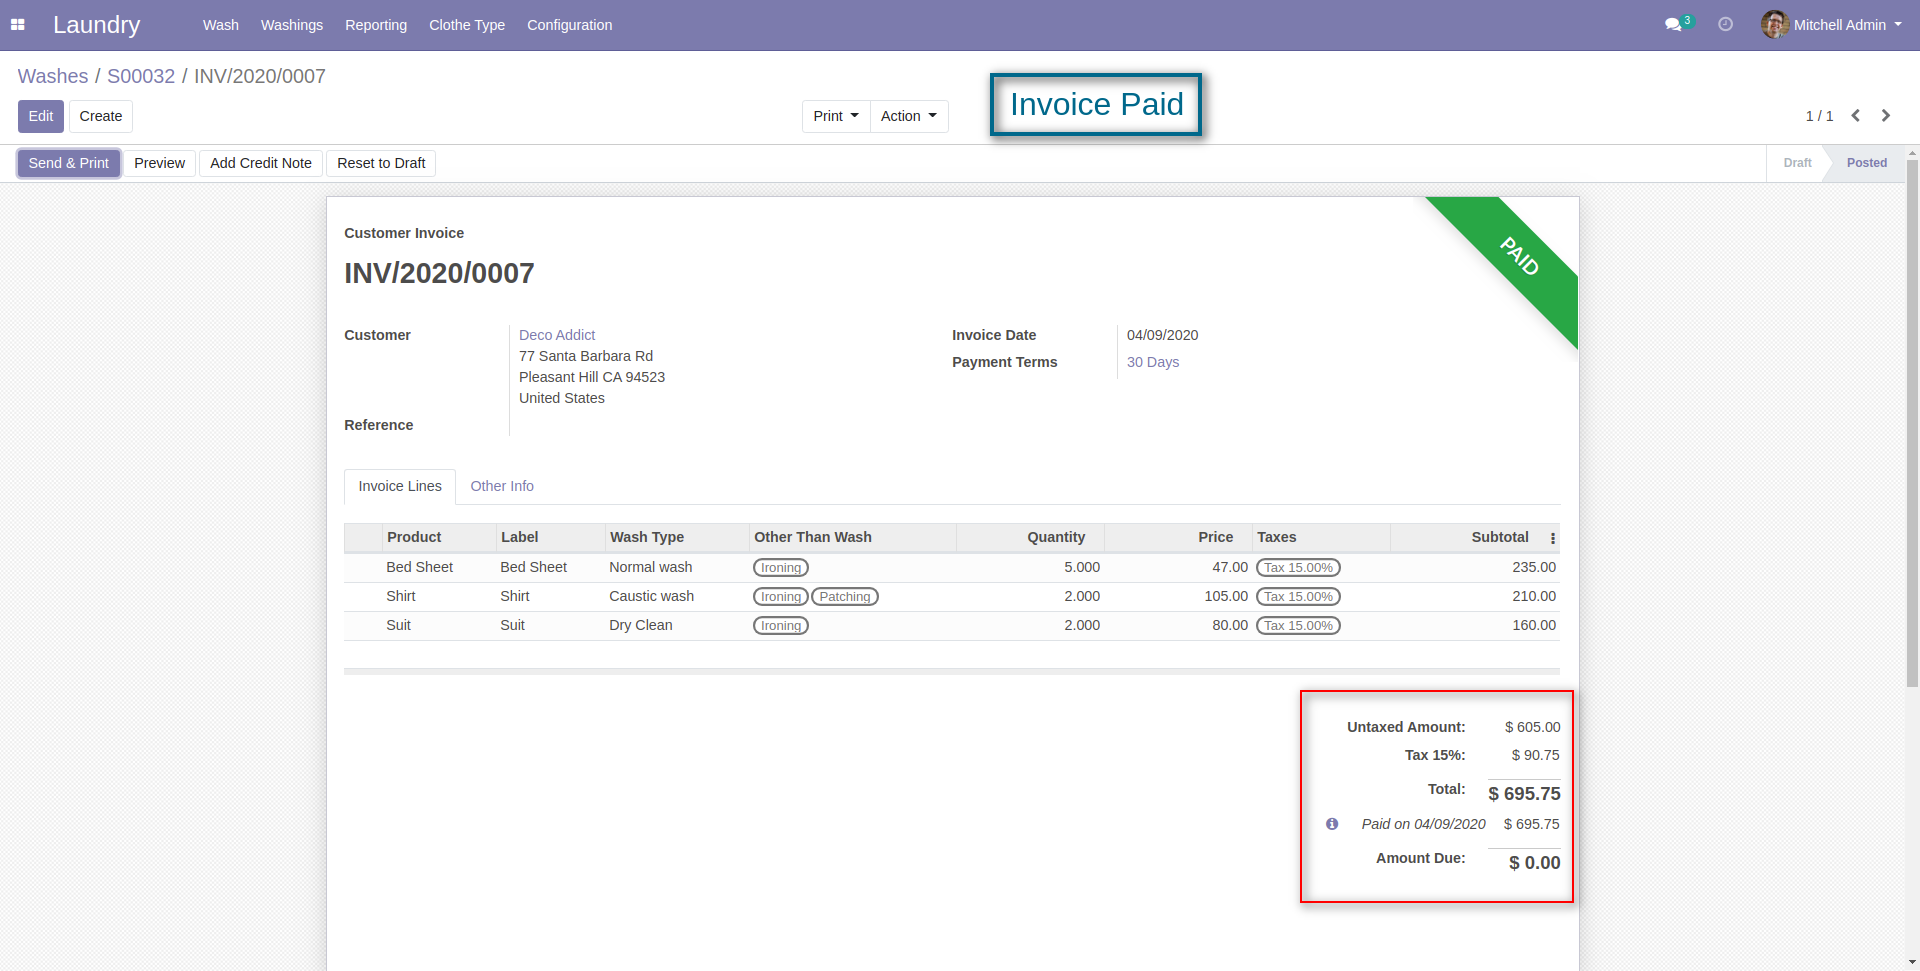 Laundry Wash Washings Reporting Clothe Type Configuration 3 Mitchell Admin
Washes / S00032 / INV/2020/0007
Invoice Paid
Edit Create Print Action 1 / 1
Send & Print Preview Add Credit Note Reset to Draft Draft Posted
PAID
Customer Invoice
INV/2020/0007
Customer Deco Addict Invoice Date 04/09/2020
77 Santa Barbara Rd Payment Terms 30 Days
Pleasant Hill CA 94523
United States
Reference
Invoice Lines Other Info
Product Label Wash Type Other Than Wash Quantity Price Taxes Subtotal
Bed Sheet Bed Sheet Normal wash Ironing 5.000 47.00 Tax 15.00% 235.00
Shirt Shirt Caustic wash Ironing Patching 2.000 105.00 Tax 15.00% 210.00
Suit Suit Dry Clean Ironing 2.000 80.00 Tax 15.00% 160.00
Untaxed Amount: $ 605.00
Tax 15%: $ 90.75
Total: $ 695.75
Paid on 04/09/2020 $ 695.75
Amount Due: $ 0.00